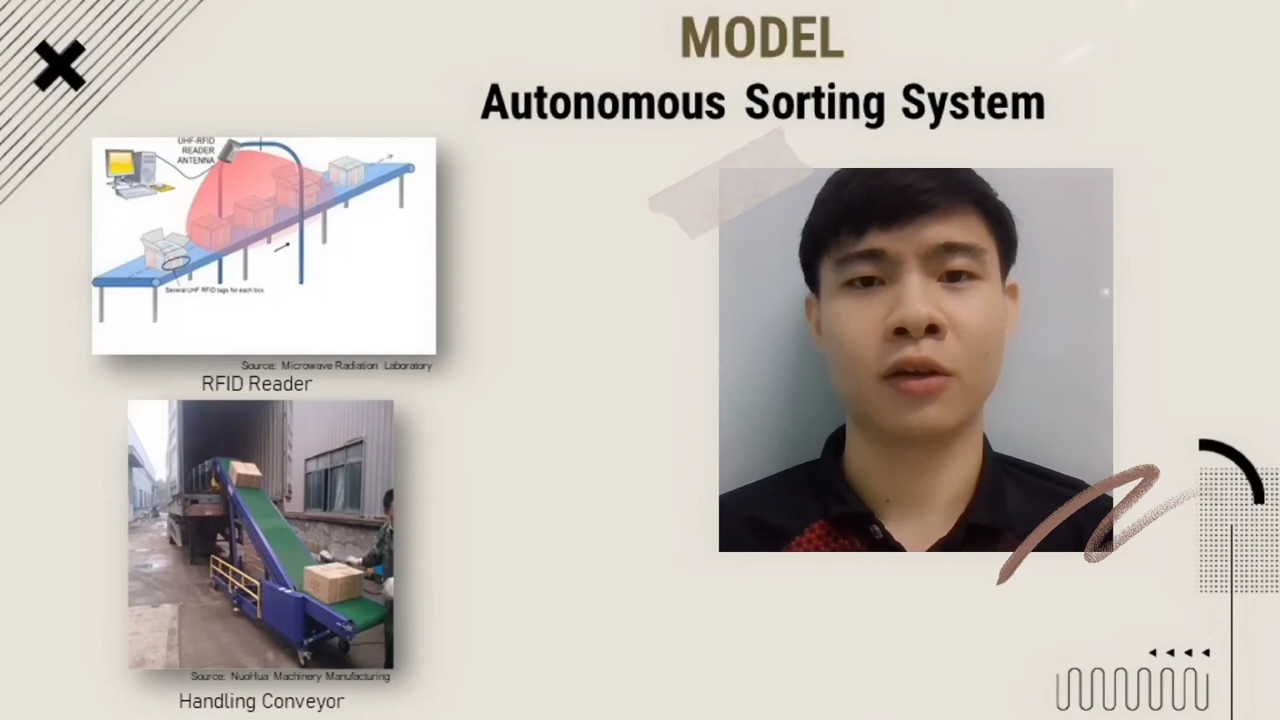 MODEL
Autonomous Sorting System
UHF-RFID
READER
ANTENNA
Several UHF RFID tags for each box
Source: Microwave Radiation Laboratory
RFID Reader
Source: NuoHua Machinery Manufacturing
Handling Conveyor